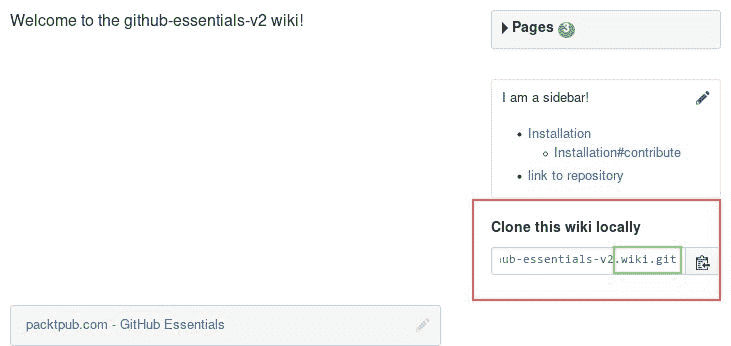 Welcome to the github-essentials-v2 wiki!
Pages 3
I am a sidebar!
Installation
Installation#contribute
link to repository
Clone this wiki locally
ub-essentials-v2.wiki.git
packtpub.com - GitHub Essentials